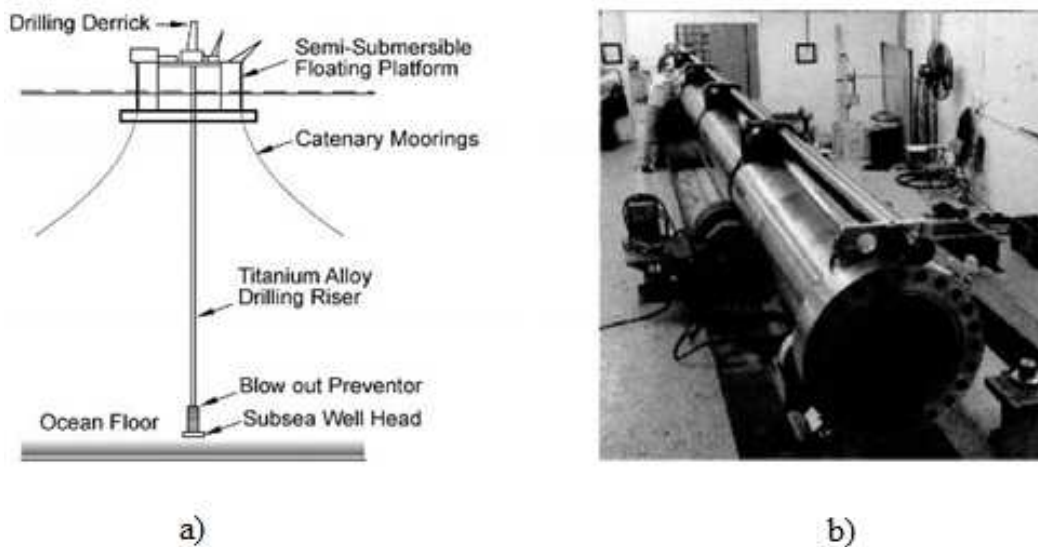 Drilling Derrick
Semi-Submersible
Floating Platform
Catenary Moorings
Titanium Alloy
Drilling Riser
Blow out Preventor
Ocean Floor
Subsea Well Head
a)
b)